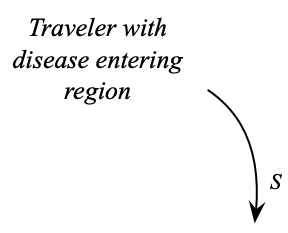 Traveler with
disease entering
region
S